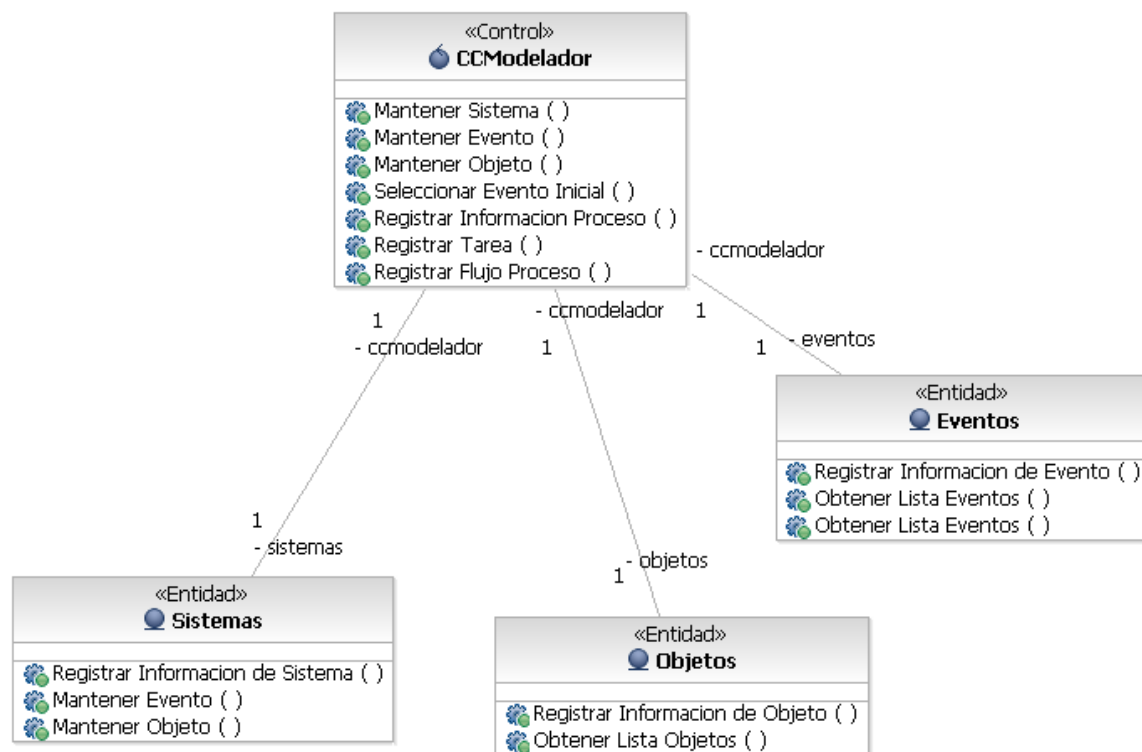 «Control»
CCModelador
Mantener Sistema ( )
Mantener Evento ( )
Mantener Objeto ( )
Seleccionar Evento Inicial ( )
Registrar Informacion Proceso ( )
Registrar Tarea ( )
Registrar Flujo Proceso ( )
- ccmodelador
1
- ccmodelador
1
- ccmodelador
1
1
- eventos
«Entidad»
Eventos
Registrar Informacion de Evento ( )
Obtener Lista Eventos ( )
Obtener Lista Eventos ( )
1
- sistemas
1
- objetos
«Entidad»
Sistemas
Registrar Informacion de Sistema ( )
Mantener Evento ( )
Mantener Objeto ( )
«Entidad»
Objetos
Registrar Informacion de Objeto ( )
Obtener Lista Objetos ( )